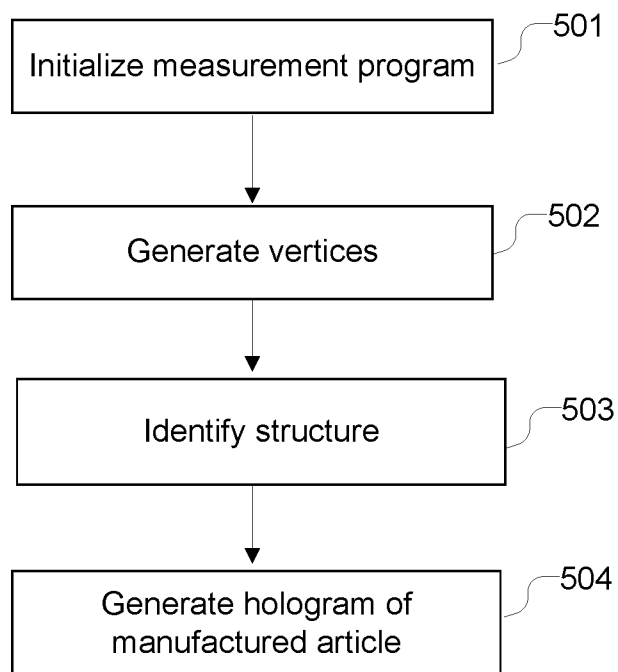 501
Initialize measurement program
502
Generate vertices
503
Identify structure
504
Generate hologram of
manufactured article